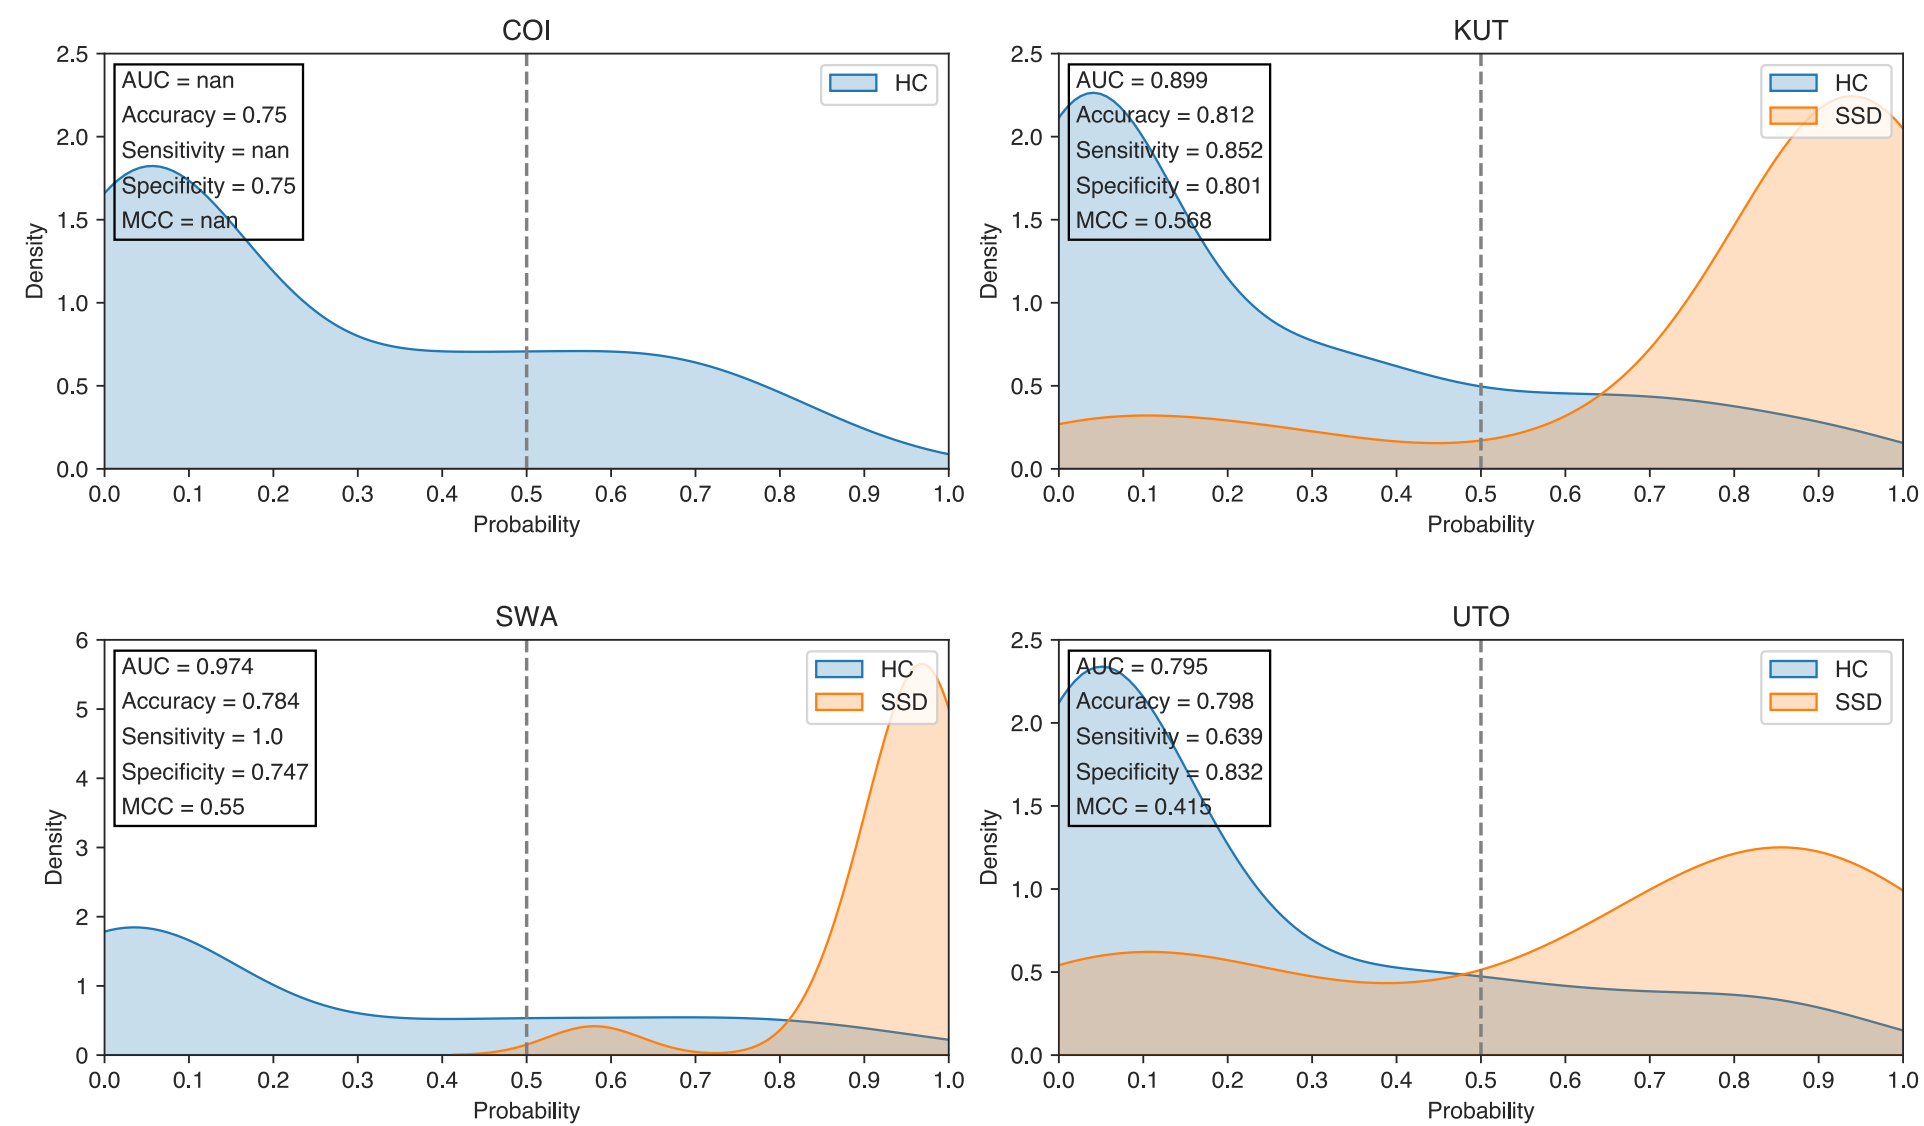 COI
2.5
2.0
1.5
1.0
0.5
0.0
Density
AUC = nan
Accuracy = 0.75
Sensitivity = nan
Specificity = 0.75
MCC = nan
HC
0.0 0.1 0.2 0.3 0.4 0.5 0.6 0.7 0.8 0.9 1.0
Probability
KUT
2.5
2.0
1.5
1.0
0.5
0.0
Density
AUC = 0.899
Accuracy = 0.812
Sensitivity = 0.852
Specificity = 0.801
MCC = 0.568
HC
SSD
0.0 0.1 0.2 0.3 0.4 0.5 0.6 0.7 0.8 0.9 1.0
Probability
SWA
6
5
4
3
2
1
0
Density
AUC = 0.974
Accuracy = 0.784
Sensitivity = 1.0
Specificity = 0.747
MCC = 0.55
HC
SSD
0.0 0.1 0.2 0.3 0.4 0.5 0.6 0.7 0.8 0.9 1.0
Probability
UTO
2.5
2.0
1.5
1.0
0.5
0.0
Density
AUC = 0.795
Accuracy = 0.798
Sensitivity = 0.639
Specificity = 0.832
MCC = 0.415
HC
SSD
0.0 0.1 0.2 0.3 0.4 0.5 0.6 0.7 0.8 0.9 1.0
Probability